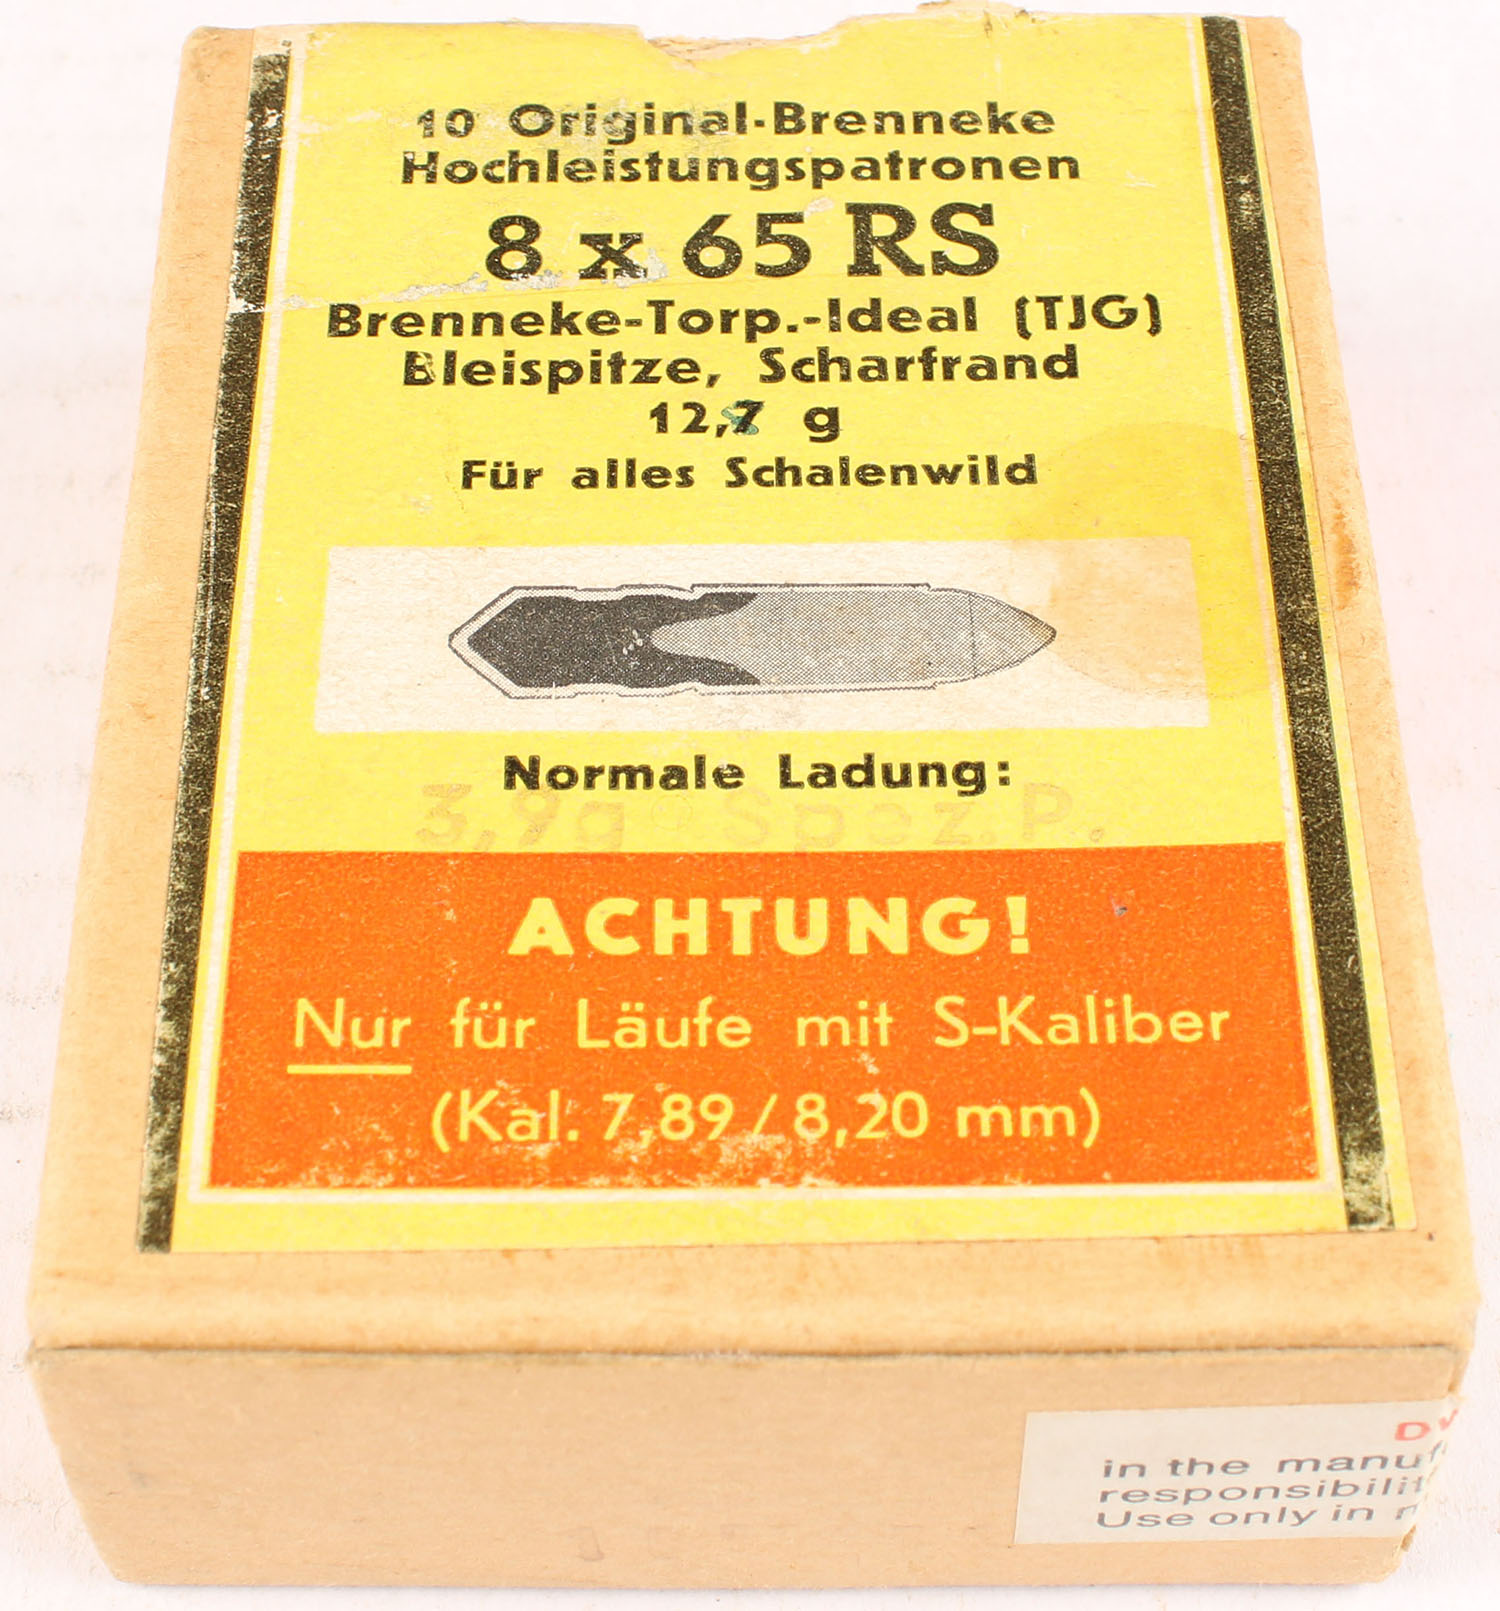 10 Original-Brenneke
Hochleistungspatronen
8 x 65 RS
Brenneke-Torp.-Ideal (TJG)
Bleispitze, Scharfrand
12,7 g
Für alles Schalenwild
Normale Ladung:
3,9g Spez. P.
ACHTUNG!
Nur für Läufe mit S-Kaliber
(Kal. 7,89 / 8,20 mm)
in the
responsibilit
Use only in